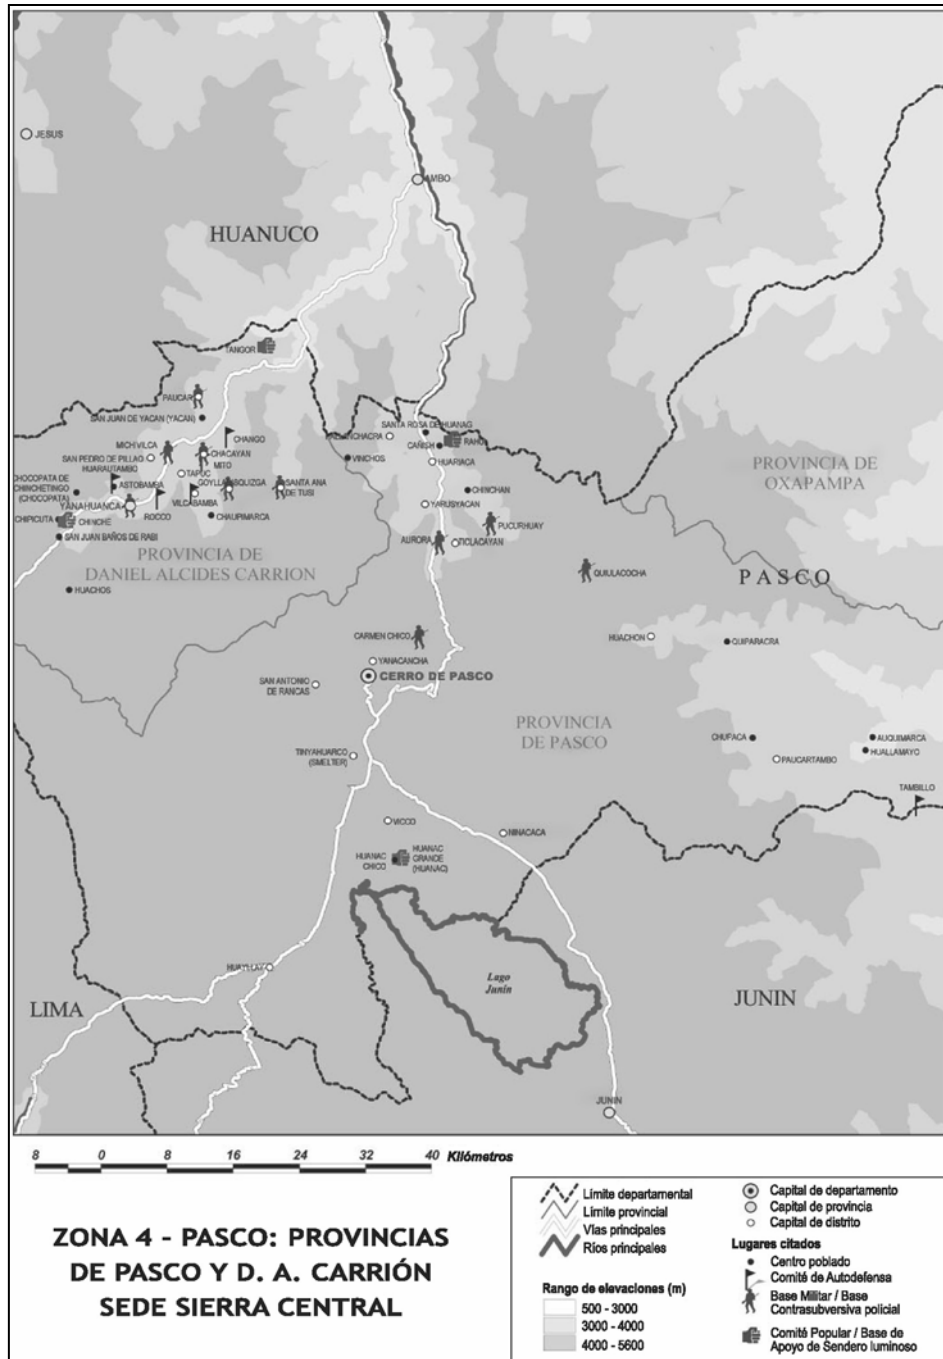 JESUS
AMBO
HUANUCO
TANGOR
PAUCAR
SAN JUAN DE YACAN (YACAN)
CHANGO
MICHIVILCA
CHACAYAN
MITO
SAN PEDRO DE PILLAO
HUARAUTAMBO
TAPUC
CHOCOPATA DE
CHINCHETINGO
(CHOCOPATA)
ASTOBAMBA
GOYLLARISQUIZGA
SANTA ANA
DE TUSI
YANAHUANCA
VILCABAMBA
ROCCO
CHAUPIMARCA
CHIPICUTA
CHINCHE
SAN JUAN BAÑOS DE RABI
PROVINCIA DE
DANIEL ALCIDES CARRION
HUACHOS
SANTA ROSA DE HUANAG
CAÑISH
RAHU
VINCHOS
HUARIACA
CHINCHAN
YARUSYACAN
PUCURHUAY
AURORA
TICLACAYAN
QUIULACOCHA
PROVINCIA DE
OXAPAMPA
PASCO
CARMEN CHICO
HUACHON
QUIPARACRA
YANACANCHA
CERRO DE PASCO
SAN ANTONIO
DE RANCAS
PROVINCIA
DE PASCO
TINYAHUARCO
(SMELTER)
CHUPACA
AUQUIMARCA
HUALLAMAYO
PAUCARTAMBO
TAMBILLO
VICCO
NINACACA
HUANAC
CHICO
HUANAC
GRANDE
(HUANAC)
HUAYLLAY
Lago
Junín
LIMA
JUNIN
JUNIN
8 0 8 16 24 32 40 Kilómetros
ZONA 4 - PASCO: PROVINCIAS
DE PASCO Y D. A. CARRIÓN
SEDE SIERRA CENTRAL
Límite departamental
Límite provincial
Vías principales
Ríos principales
Rango de elevaciones (m)
500 - 3000
3000 - 4000
4000 - 5600
Capital de departamento
Capital de provincia
Capital de distrito
Lugares citados
Centro poblado
Comité de Autodefensa
Base Militar / Base
Contrasubversiva policial
Comité Popular / Base de
Apoyo de Sendero luminoso